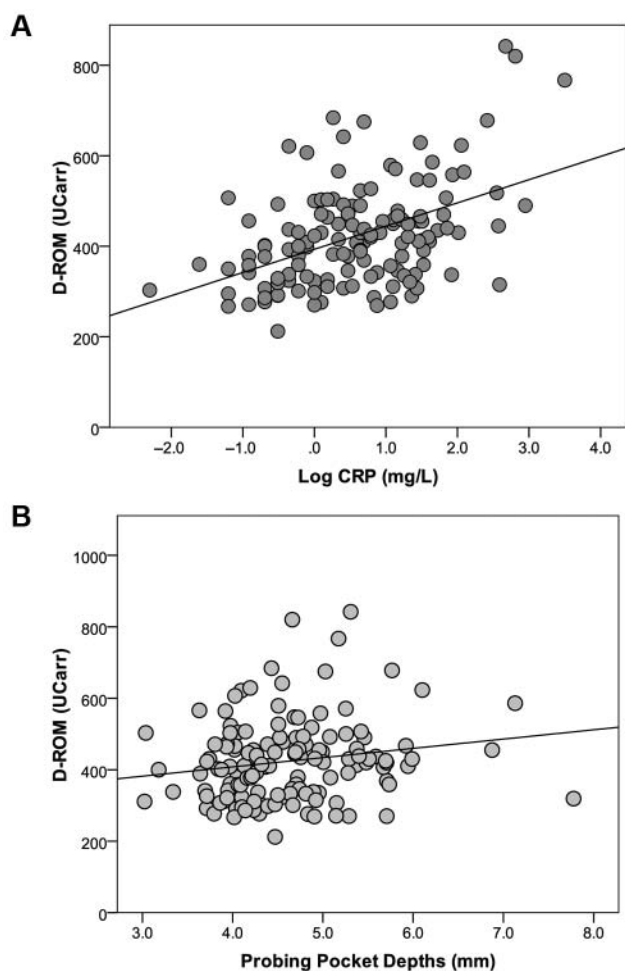 A
800
600
400
200
0
D-ROM (UCarr)
–2.0 –1.0 .0 1.0 2.0 3.0 4.0
Log CRP (mg/L)
B
1000
800
600
400
200
0
D-ROM (UCarr)
3.0 4.0 5.0 6.0 7.0 8.0
Probing Pocket Depths (mm)